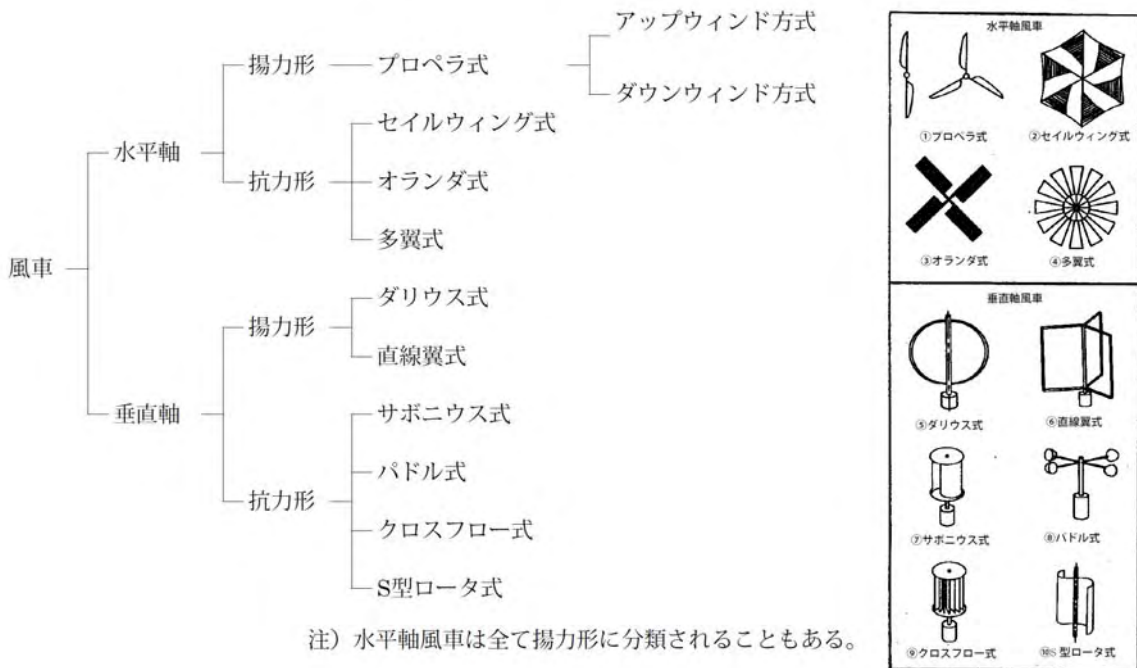 風車
水平軸
揚力形
プロペラ式
アップウィンド方式
ダウンウィンド方式
抗力形
セイルウィング式
オランダ式
多翼式
垂直軸
揚力形
ダリウス式
直線翼式
抗力形
サボニウス式
パドル式
クロスフロー式
S型ロータ式
注）水平軸風車は全て揚力形に分類されることもある。
水平軸風車
①プロペラ式
②セイルウィング式
③オランダ式
④多翼式
垂直軸風車
⑤ダリウス式
⑥直線翼式
⑦サボニウス式
⑧パドル式
⑨クロスフロー式
⑩S型ロータ式